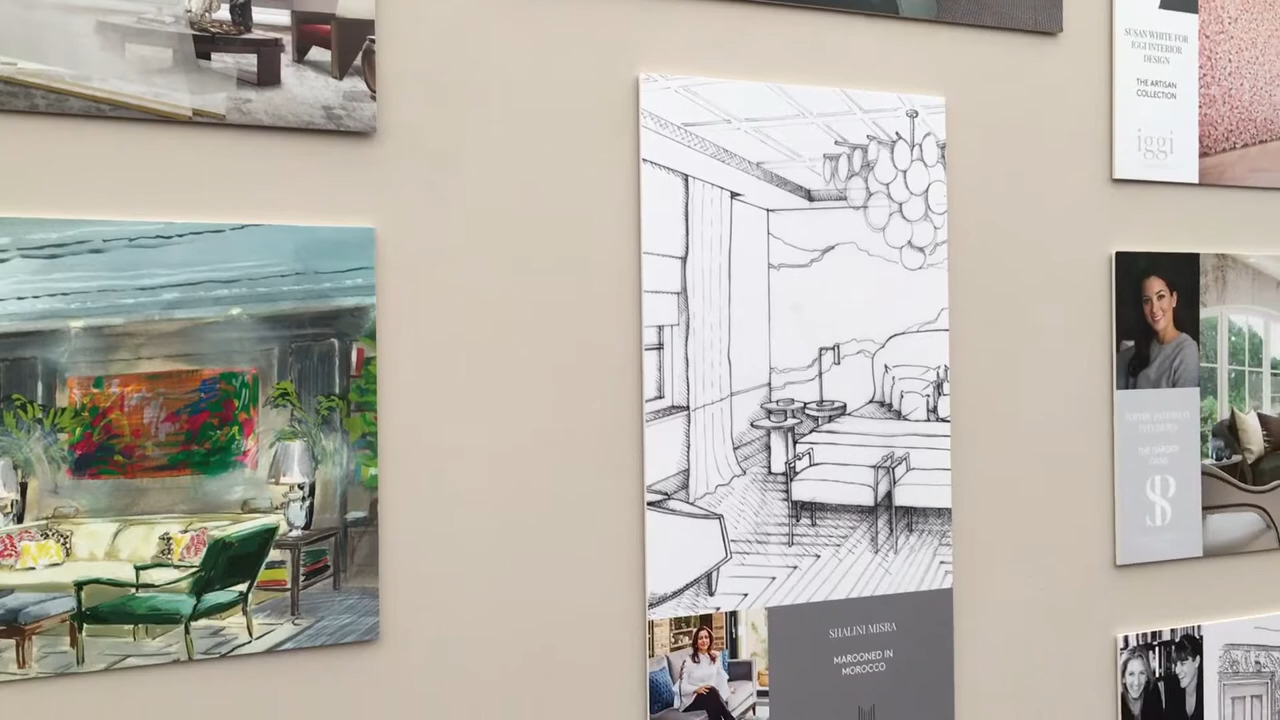 SUSAN WHITE FOR
IGGI INTERIOR
DESIGN
THE ARTISAN
COLLECTION
iggi
SHALINI MISRA
MAROONED IN
MOROCCO